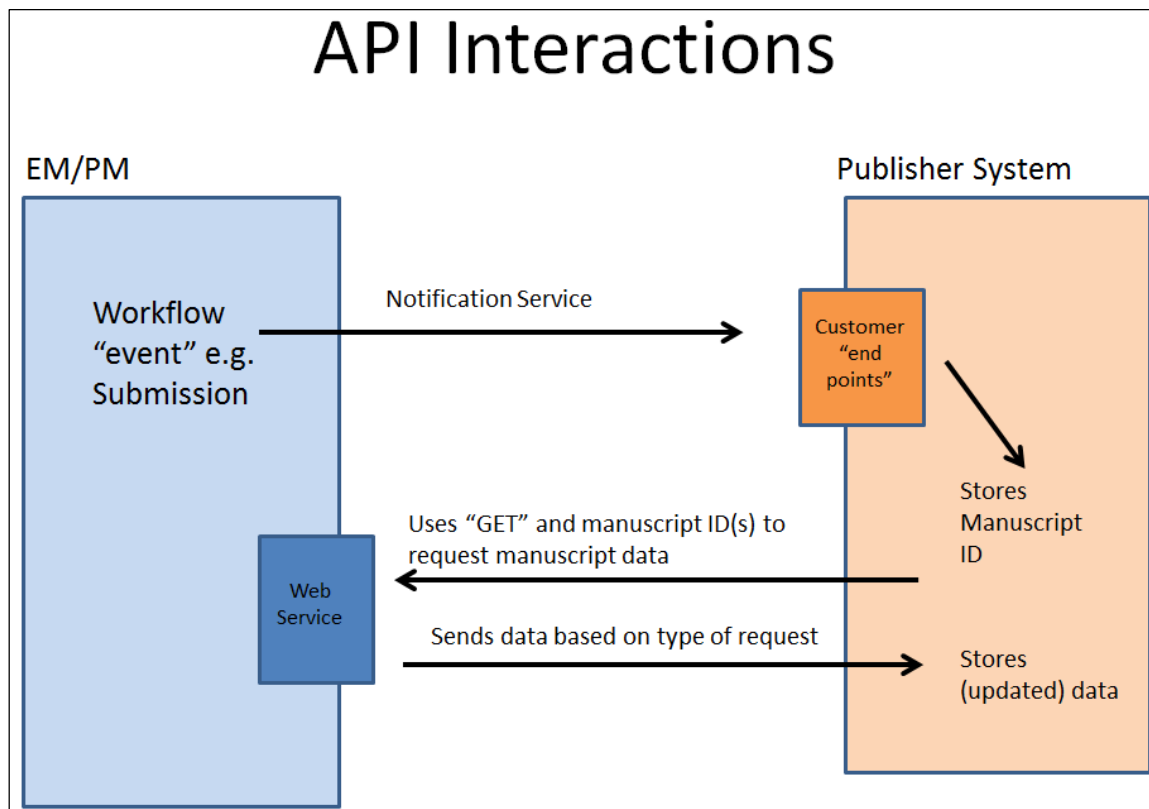 API Interactions
EM/PM
Publisher System
Workflow
“event” e.g.
Submission
Notification Service
Customer
“end
points”
Stores
Manuscript
ID
Uses “GET” and manuscript ID(s) to
request manuscript data
Web
Service
Sends data based on type of request
Stores
(updated) data